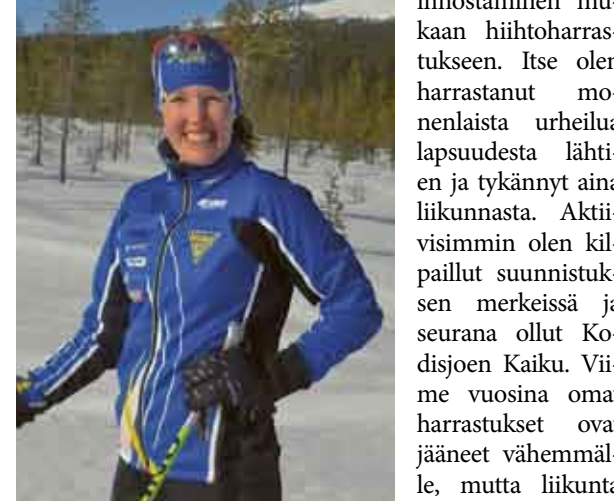 innostaminen mu-
kaan hiihtoharras-
tukseen. Itse olen
harrastanut mo-
nenlaista urheilua
lapsuudesta lähti-
en ja tykännyt aina
liikunnasta. Aktii-
visimmin olen kil-
paillut suunnistuk-
sen merkeissä ja
seurana ollut Ko-
disjoen Kaiku. Vii-
me vuosina omat
harrastukset ovat
jääneet vähemmäl-
le, mutta liikunta